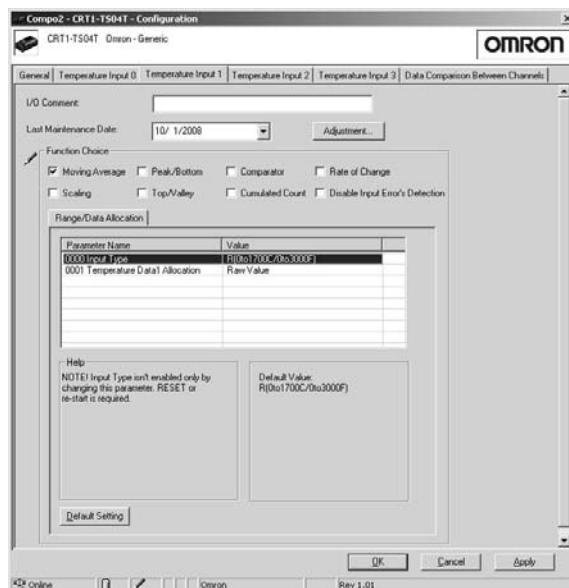 Compo2 - CRT1-TS04T - Configuration
CRT1-TS04T Omron - Generic
OMRON
General Temperature Input 0 Temperature Input 1 Temperature Input 2 Temperature Input 3 Data Comparison Between Channels
I/O Comment:
Last Maintenance Date: 10/ 1/2008 Adjustment...
Function Choice
Moving Average Peak/Bottom Comparator Rate of Change
Scaling Top/Valley Cumulated Count Disable Input Error's Detection
Range/Data Allocation
Parameter Name Value
0000 Input Type R(0to1700C/0to3000F)
0001 Temperature Data1 Allocation Raw Value
Help
NOTE! Input Type isn't enabled only by
changing this parameter. RESET or
re-start is required.
Default Value:
R(0to1700C/0to3000F)
Default Setting
OK Cancel Apply
Online Omron Rev 1.01